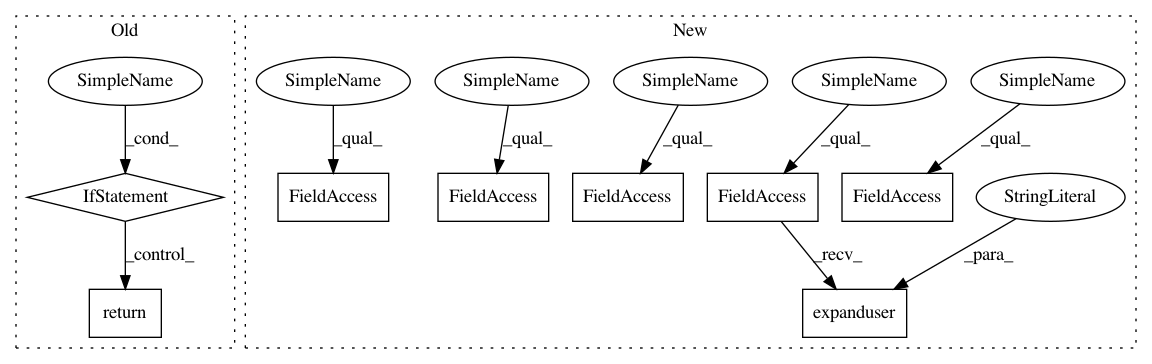 Old
New
SimpleName
SimpleName
SimpleName
SimpleName
SimpleName
SimpleName
_cond_
_qual_
_qual_
_qual_
_qual_
_qual_
IfStatement
FieldAccess
FieldAccess
FieldAccess
FieldAccess
FieldAccess
StringLiteral
_control_
_recv_
_para_
return
expanduser